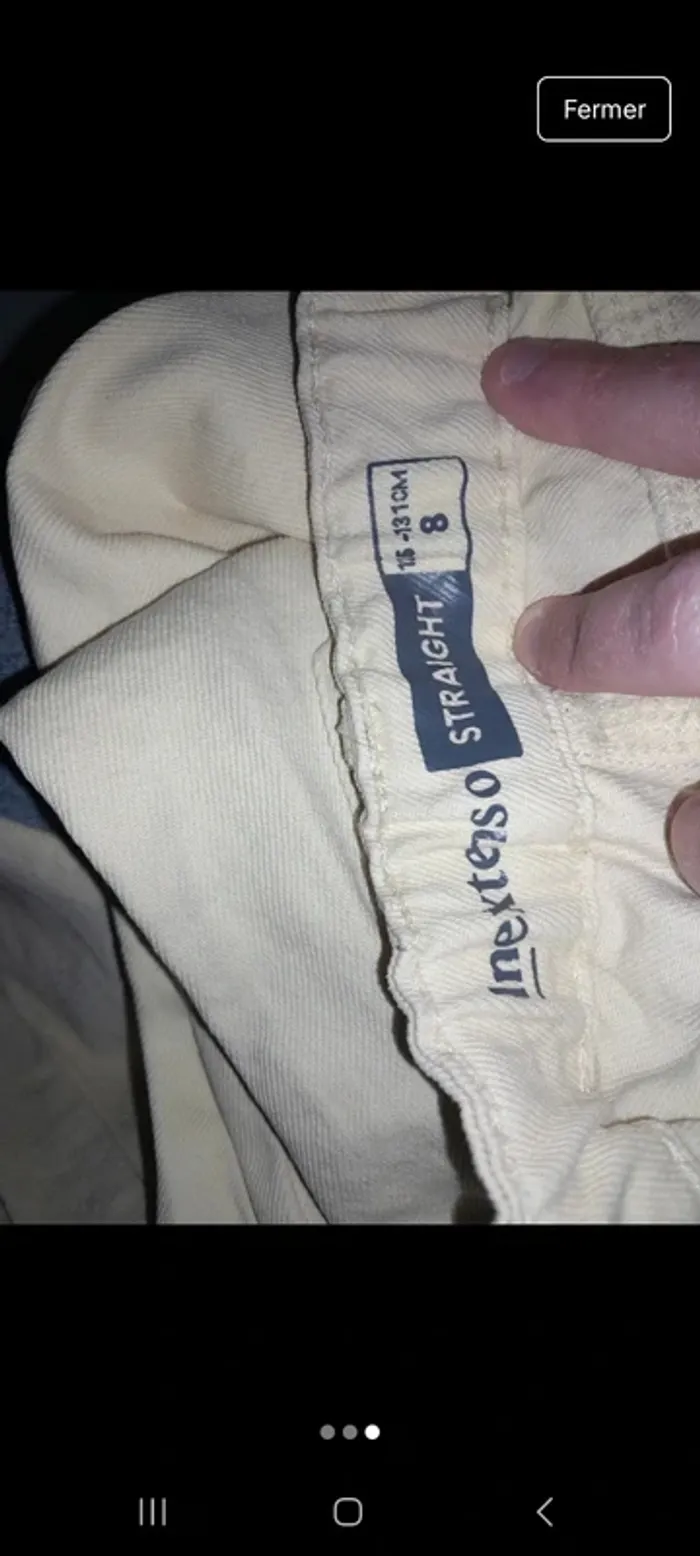 Fermer
Inextenso
STRAIGHT
8